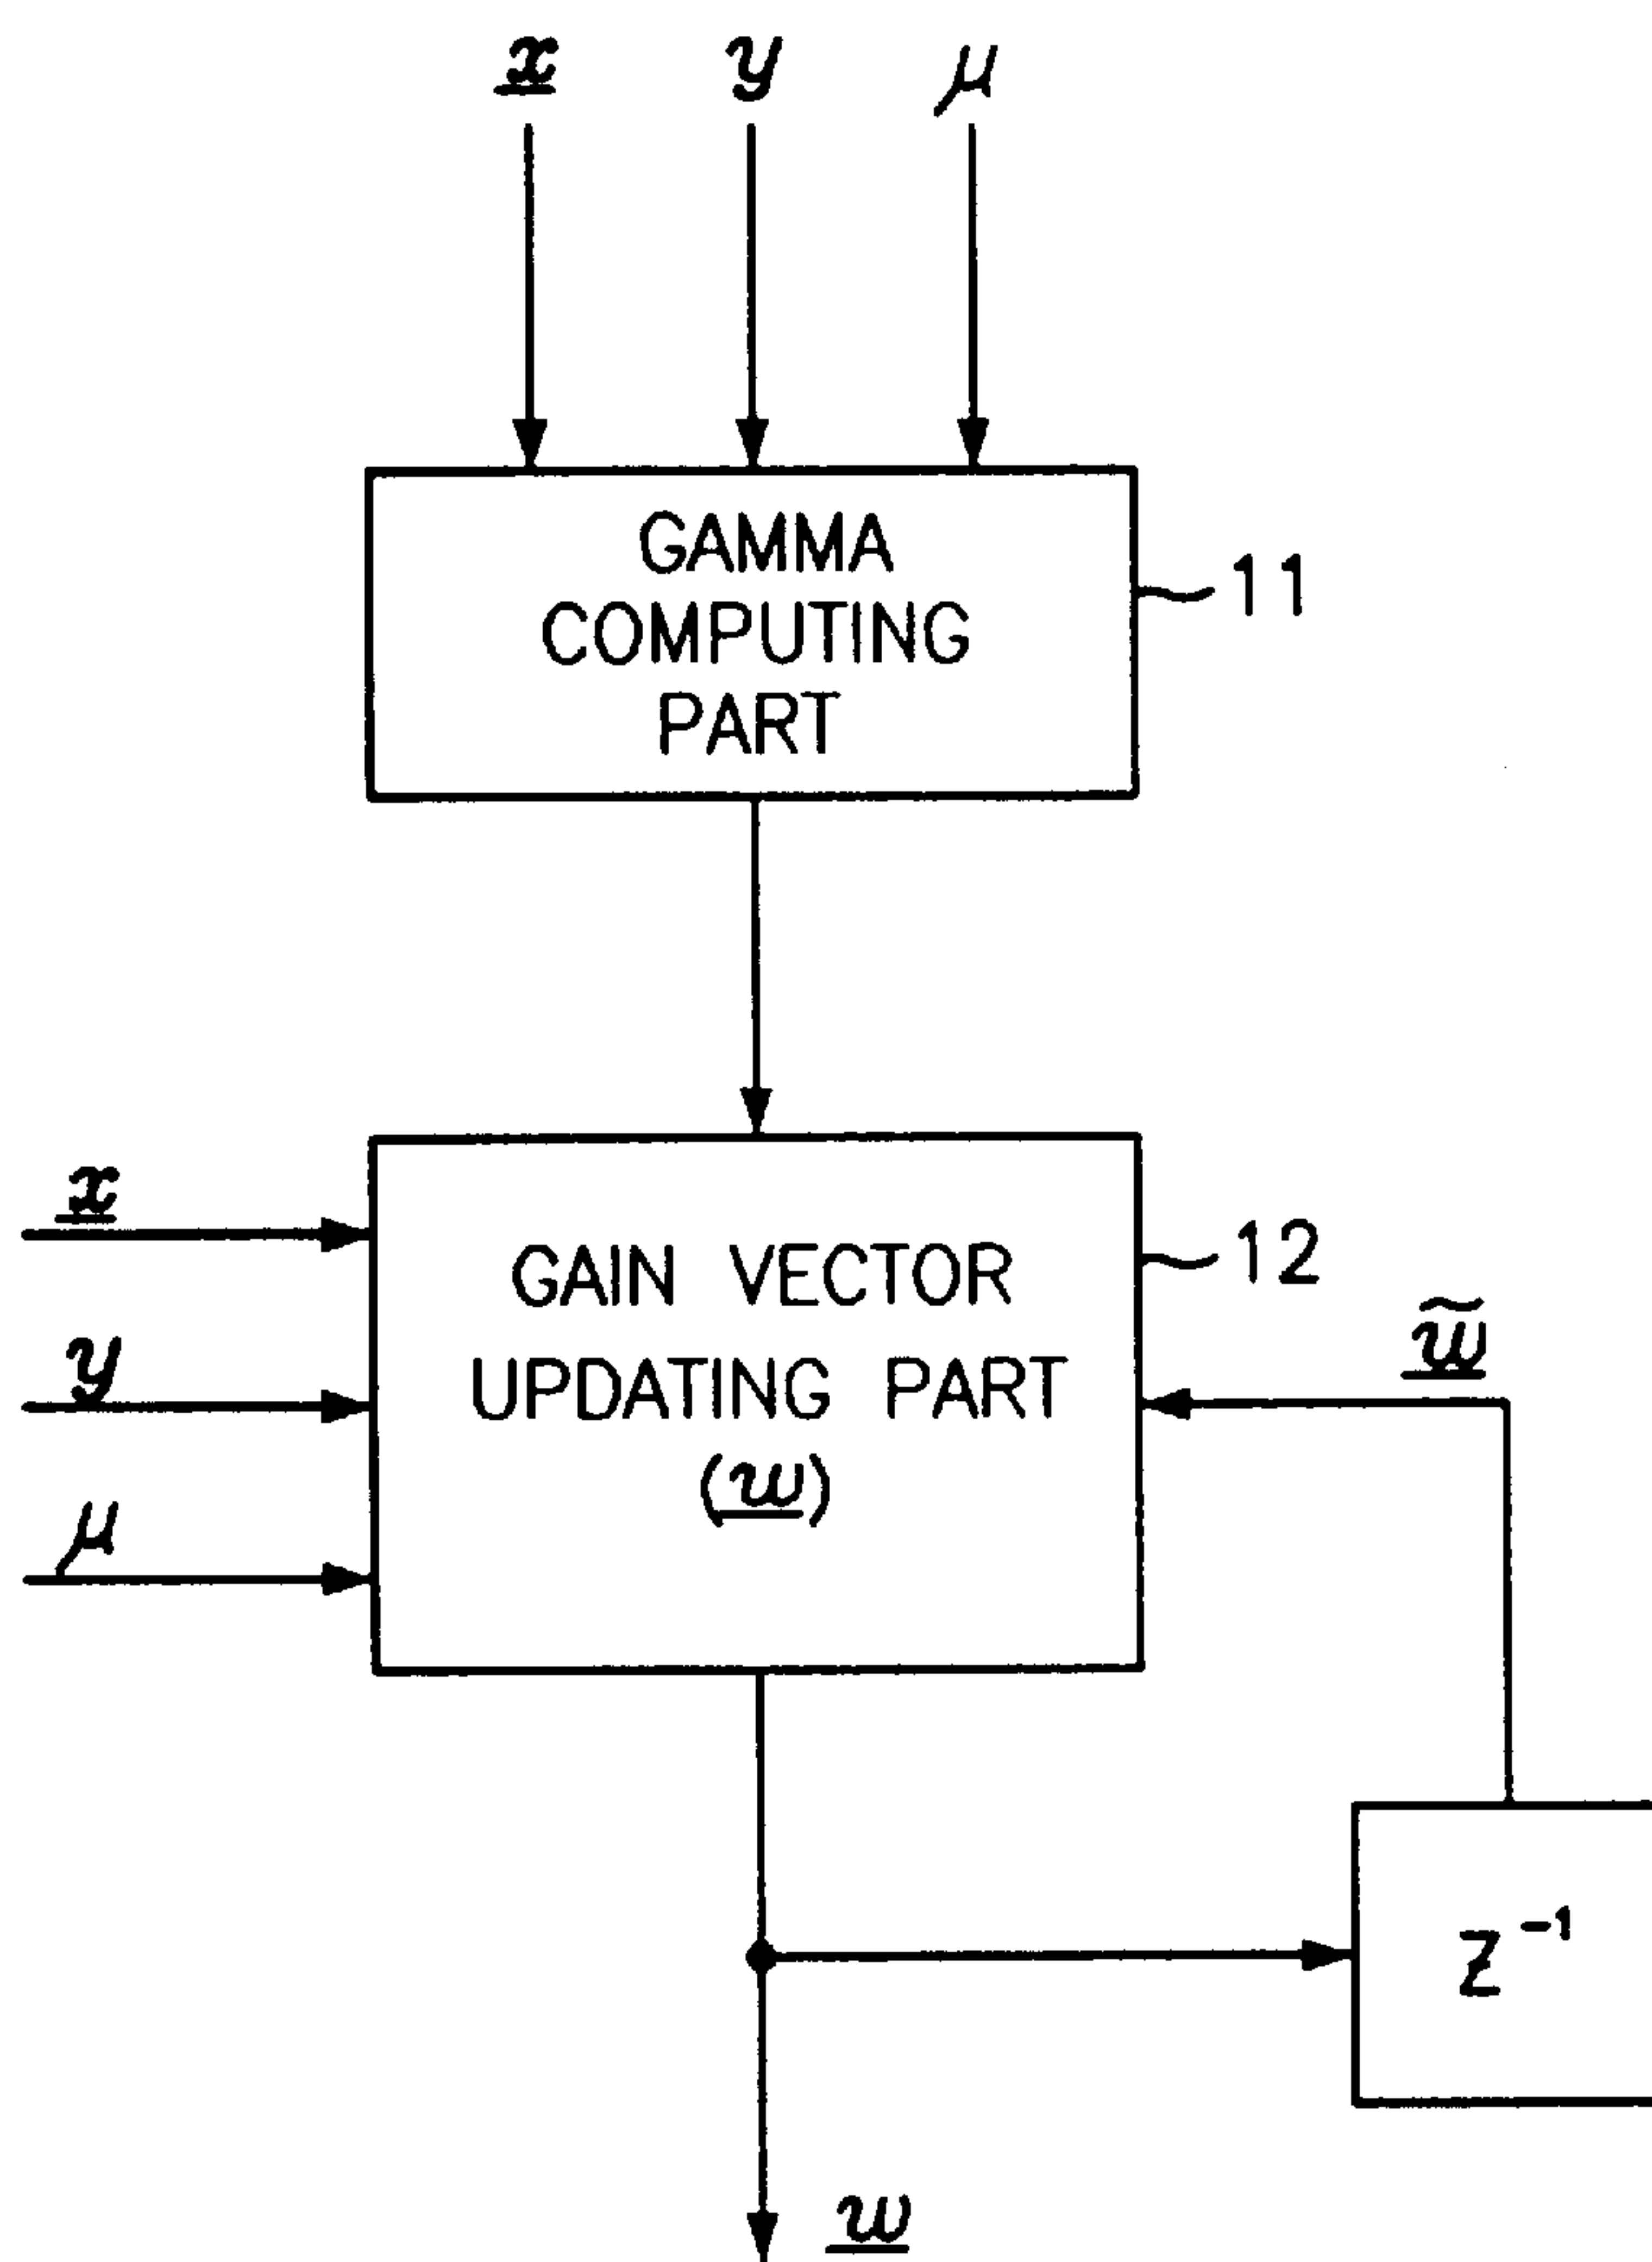 x y μ
GAMMA
COMPUTING
PART
11
x
y
μ
GAIN VECTOR
UPDATING PART
(w)
12
w̃
z⁻¹
w